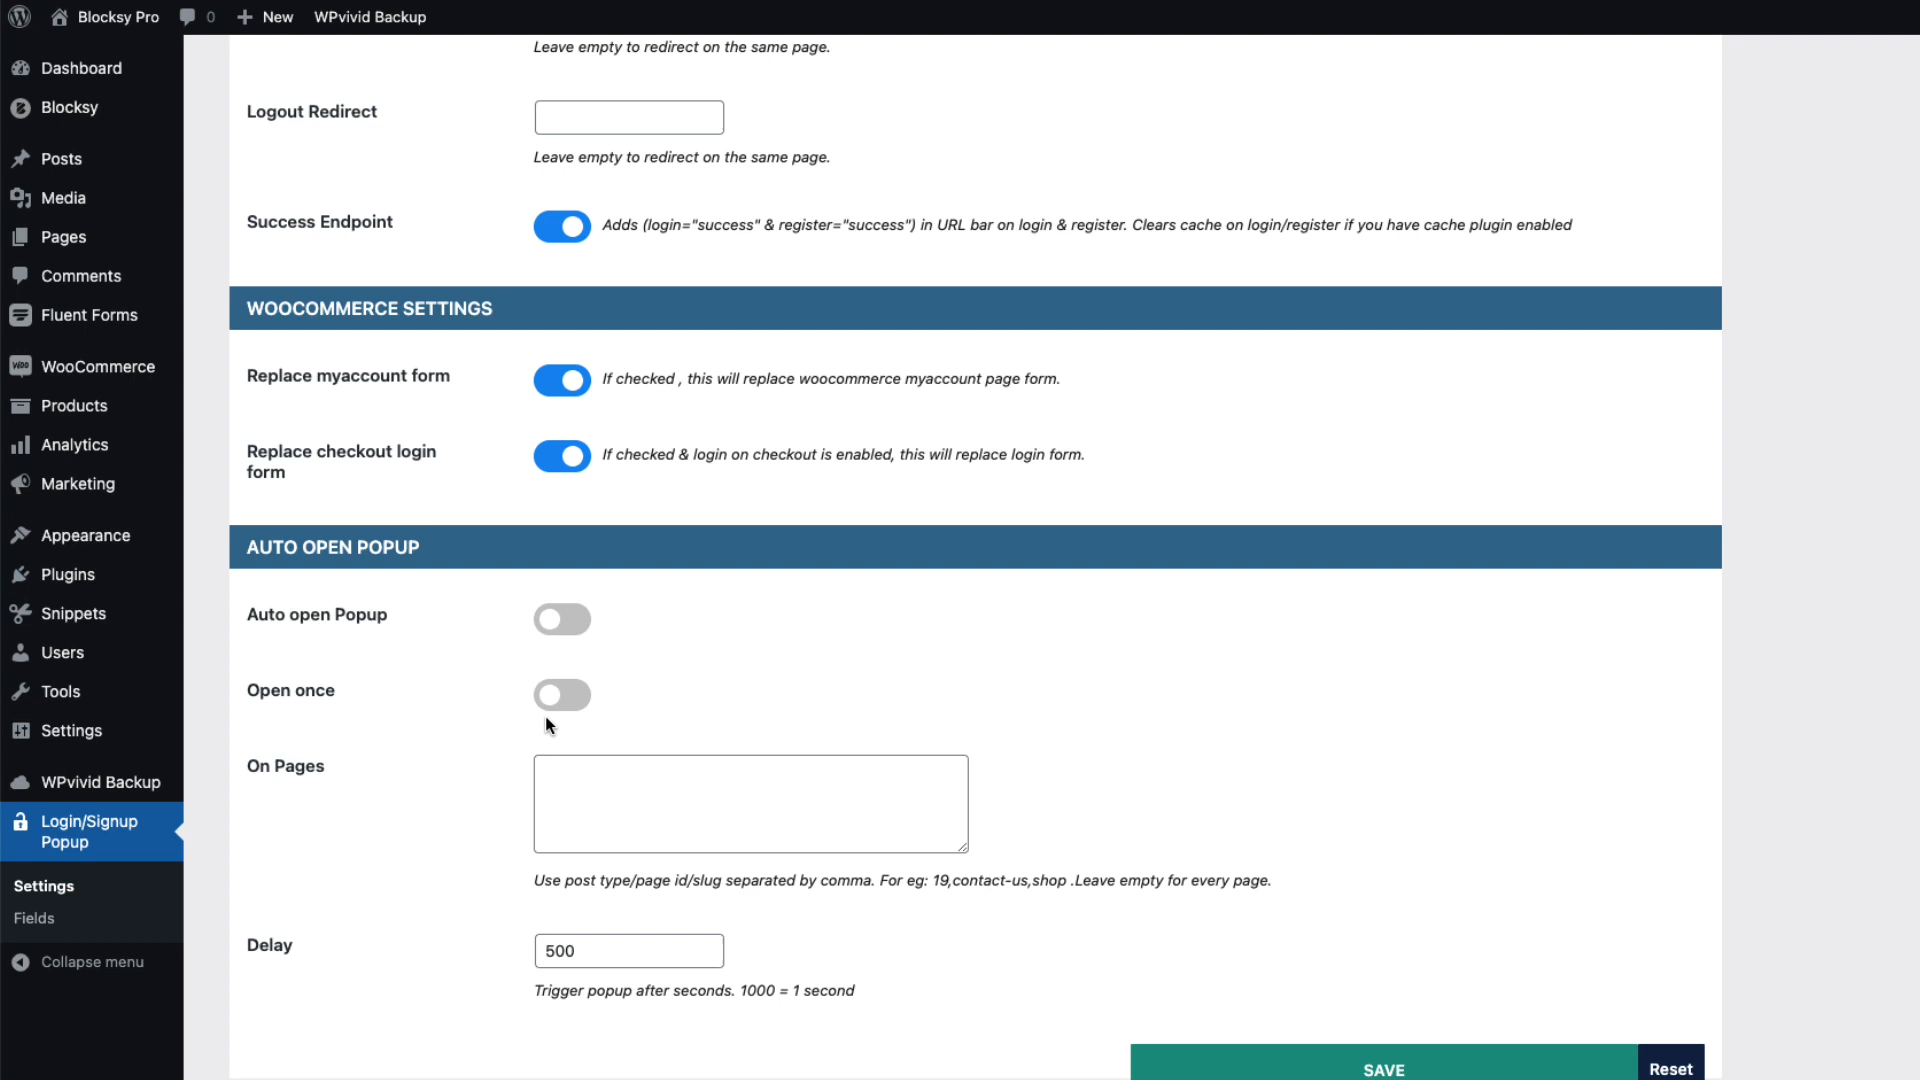 Blocksy Pro 0 New WPvivid Backup
Dashboard
Blocksy
Posts
Media
Pages
Comments
Fluent Forms
WooCommerce
Products
Analytics
Marketing
Appearance
Plugins
Snippets
Users
Tools
Settings
WPvivid Backup
Login/Signup
Popup
Settings
Fields
Collapse menu
Leave empty to redirect on the same page.
Logout Redirect
Leave empty to redirect on the same page.
Success Endpoint
Adds (login="success" & register="success") in URL bar on login & register. Clears cache on login/register if you have cache plugin enabled
WOOCOMMERCE SETTINGS
Replace myaccount form
If checked , this will replace woocommerce myaccount page form.
Replace checkout login
form
If checked & login on checkout is enabled, this will replace login form.
AUTO OPEN POPUP
Auto open Popup
Open once
On Pages
Use post type/page id/slug separated by comma. For eg: 19,contact-us,shop .Leave empty for every page.
Delay
500
Trigger popup after seconds. 1000 = 1 second
SAVE
Reset